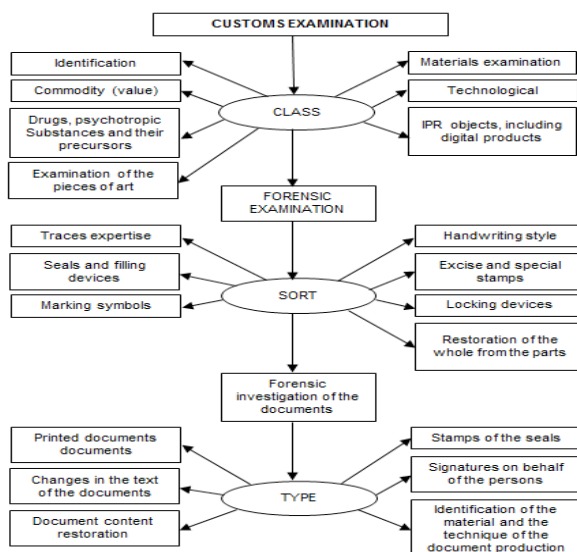 CUSTOMS EXAMINATION
Identification
Commodity (value)
Drugs, psychotropic
Substances and their
precursors
Examination of the
pieces of art
CLASS
Materials examination
Technological
IPR objects, including
digital products
FORENSIC
EXAMINATION
Traces expertise
Seals and filling
devices
Marking symbols
SORT
Handwriting style
Excise and special
stamps
Locking devices
Restoration of the
whole from the parts
Forensic
investigation of the
documents
Printed documents
documents
Changes in the text
of the documents
Document content
restoration
TYPE
Stamps of the seals
Signatures on behalf
of the persons
Identification of the
material and the
technique of the
document production